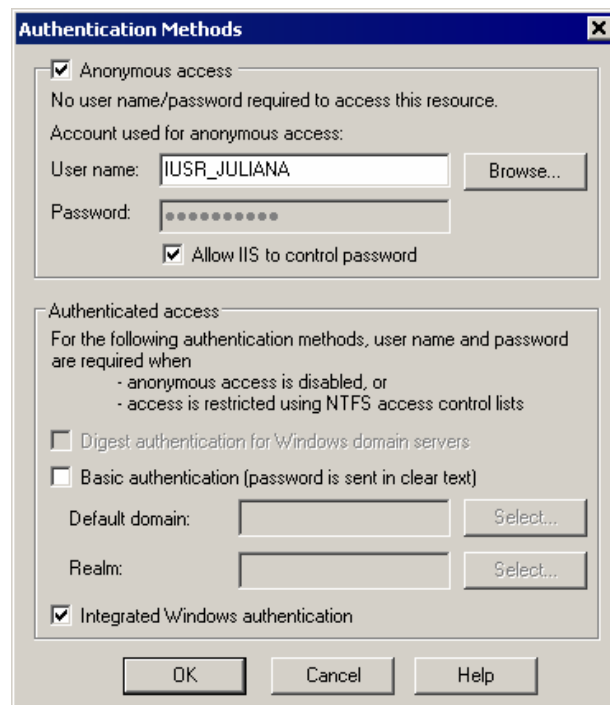 Authentication Methods
Anonymous access
No user name/password required to access this resource.
Account used for anonymous access:
User name: IUSR_JULIANA Browse...
Password: ●●●●●●●●●●
Allow IIS to control password
Authenticated access
For the following authentication methods, user name and password
are required when
- anonymous access is disabled, or
- access is restricted using NTFS access control lists
Digest authentication for Windows domain servers
Basic authentication (password is sent in clear text)
Default domain: Select...
Realm: Select...
Integrated Windows authentication
OK Cancel Help